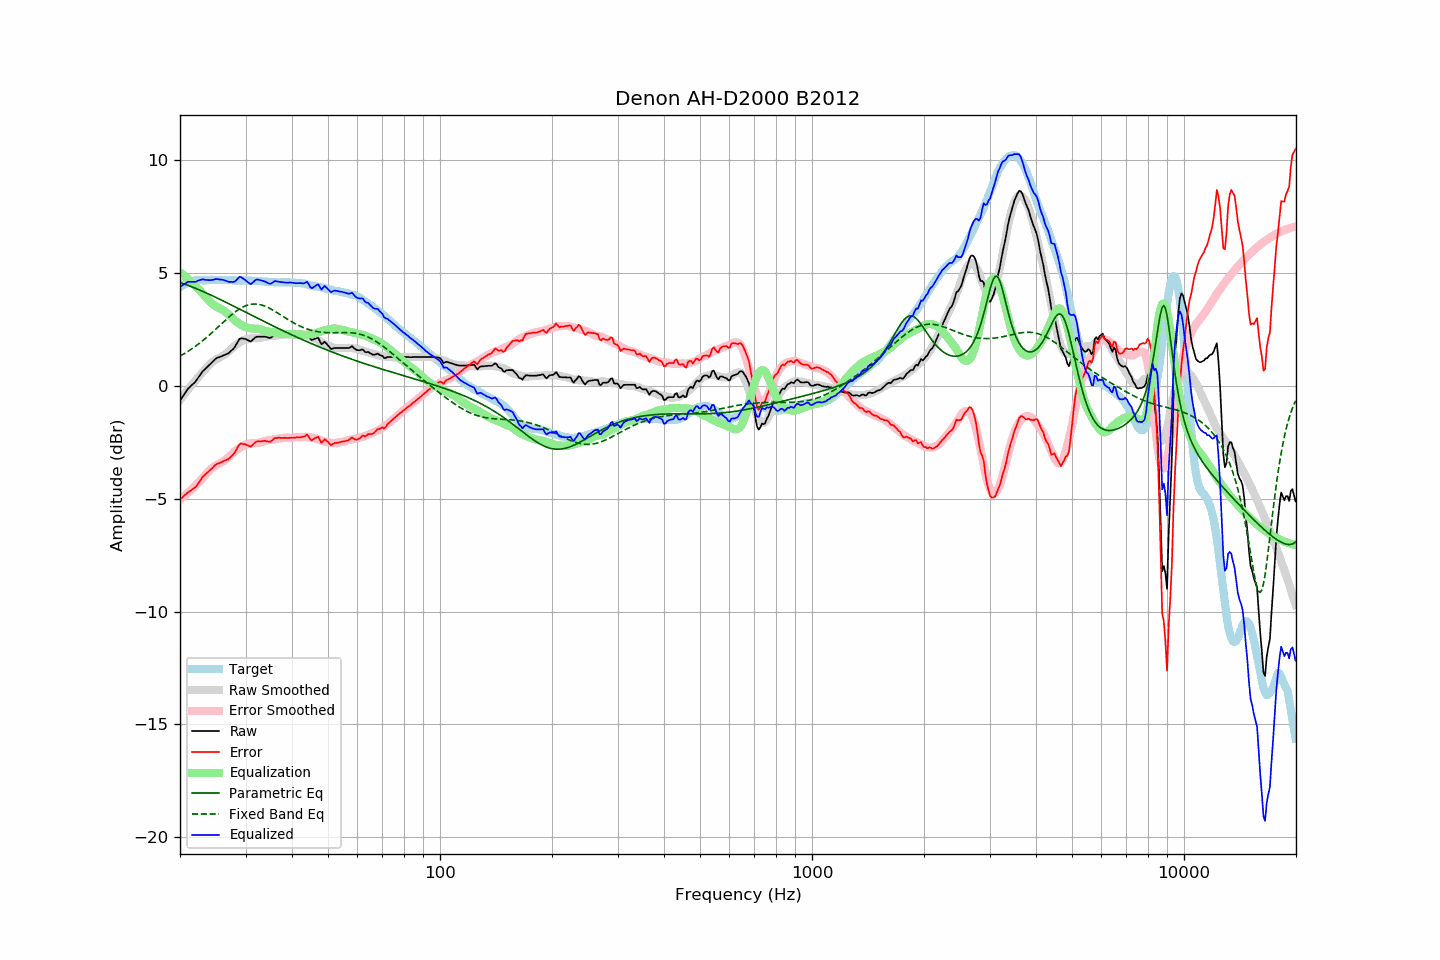 Denon AH-D2000 B2012
Amplitude (dBr)
10
5
0
−5
−10
−15
−20
Target
Raw Smoothed
Error Smoothed
Raw
Error
Equalization
Parametric Eq
Fixed Band Eq
Equalized
100
1000
10000
Frequency (Hz)